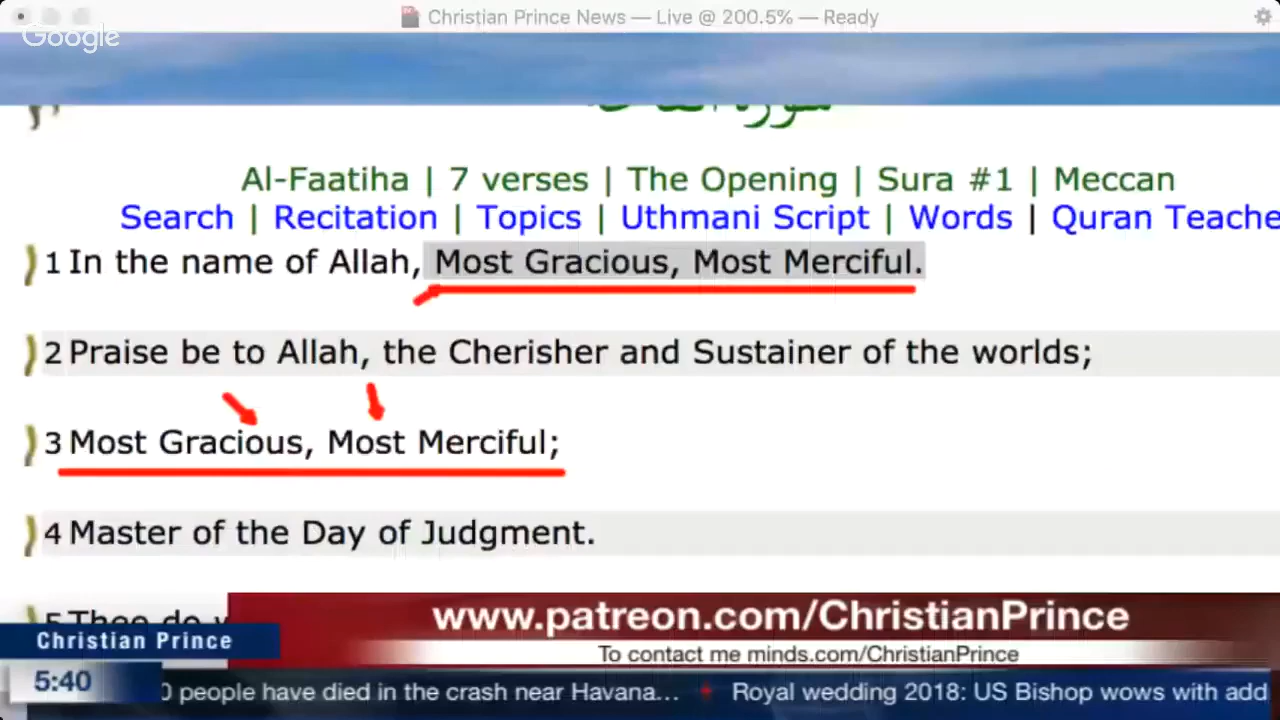 Christian Prince News — Live @ 200.5% — Ready
Google
Al-Faatiha | 7 verses | The Opening | Sura #1 | Meccan
Search | Recitation | Topics | Uthmani Script | Words | Quran Teache
1 In the name of Allah, Most Gracious, Most Merciful.
2 Praise be to Allah, the Cherisher and Sustainer of the worlds;
3 Most Gracious, Most Merciful;
4 Master of the Day of Judgment.
5 Thee do
www.patreon.com/ChristianPrince
Christian Prince
To contact me minds.com/ChristianPrince
5:40
0 people have died in the crash near Havana... Royal wedding 2018: US Bishop wows with add